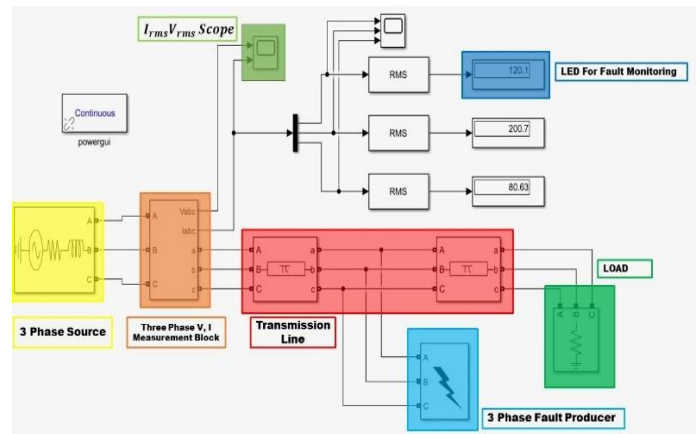 IrmsVrms Scope
RMS
120.1
LED For Fault Monitoring
Continuous
powergui
RMS
200.7
RMS
80.63
A
B
C
A
B
C
Vabc
Iabc
a
b
c
A
B
C
π
a
b
c
A
B
C
π
a
b
c
LOAD
A B C
3 Phase Source
Three Phase V, I
Measurement Block
Transmission
Line
A
B
C
3 Phase Fault Producer